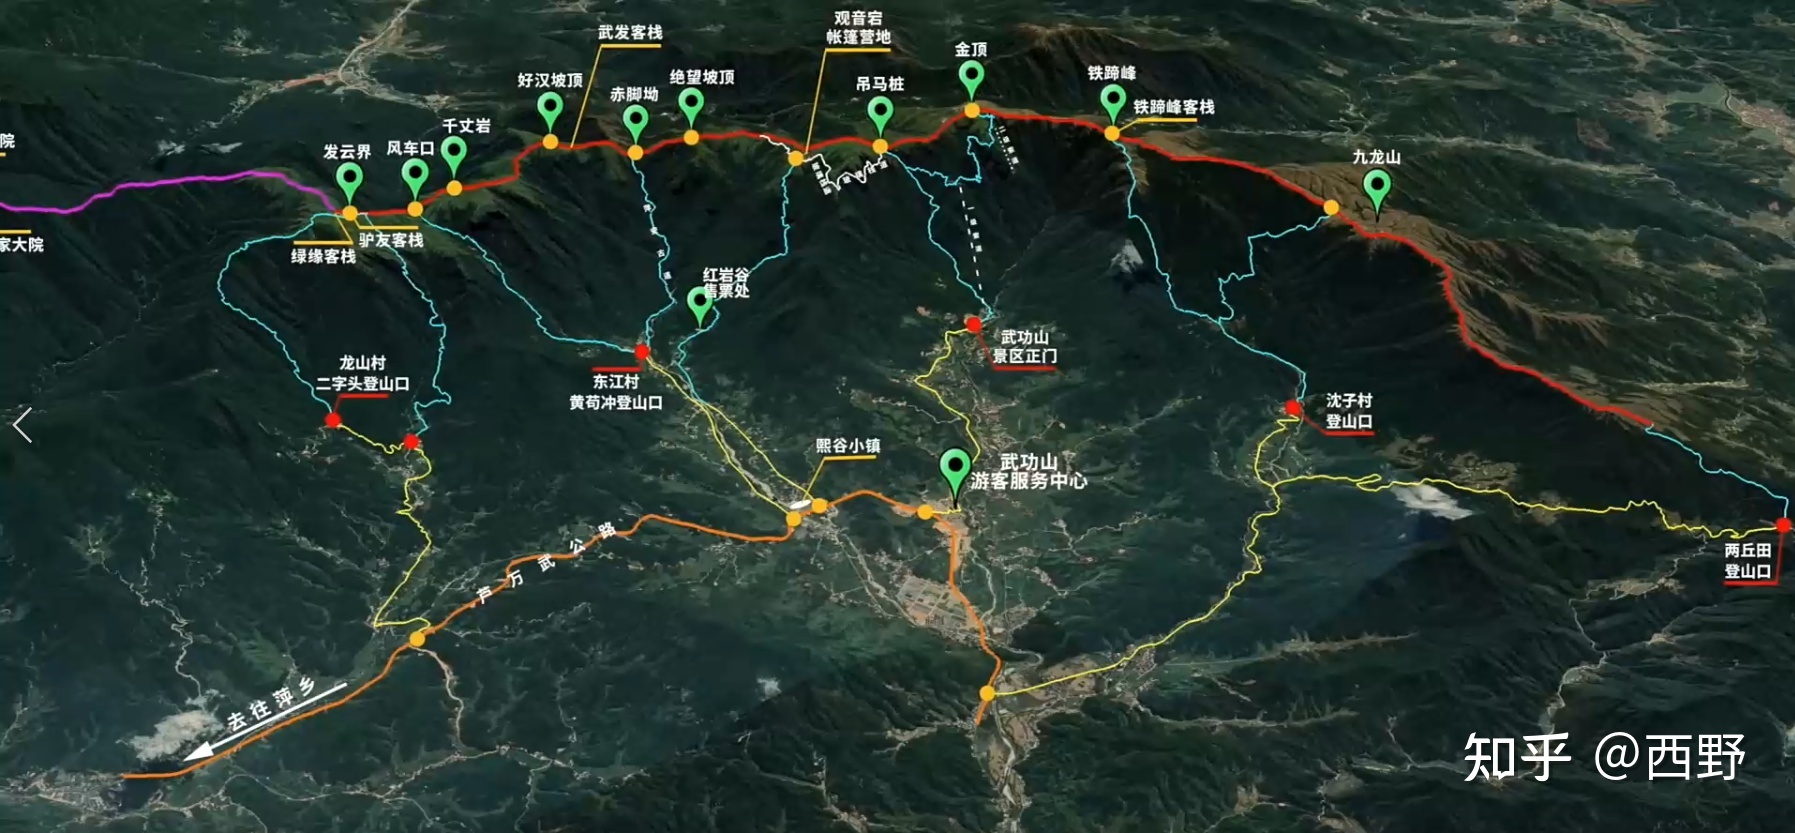 观音宕
帐篷营地
武发客栈
金顶
绝望坡顶
好汉坡顶
铁蹄峰
吊马桩
赤脚坳
铁蹄峰客栈
千丈岩
院
风车口
发云界
九龙山
家大院
驴友客栈
绿缘客栈
红岩谷
售票处
武功山
景区正门
龙山村
二字头登山口
东江村
黄苟冲登山口
沈子村
登山口
熙谷小镇
武功山
游客服务中心
芦万武公路
两丘田
登山口
去往萍乡
知乎 @西野